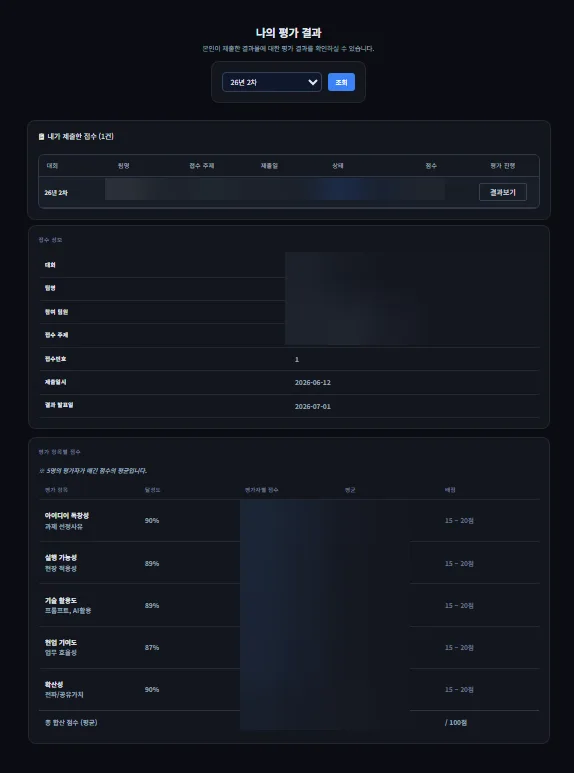 나의 평가 결과
본인이 제출한 결과물에 대한 평가 결과를 확인하실 수 있습니다.
26년 2차
조회
내가 제출한 접수 (1건)
대회 팀명 접수 주제 제출일 상태 점수 평가 진행
26년 2차 결과보기
접수 정보
대회
팀명
참여 팀원
접수 주제
접수번호 1
제출일시 2026-06-12
결과 발표일 2026-07-01
평가 항목별 점수
※ 5명의 평가자가 매긴 점수의 평균입니다.
평가 항목 달성도 평가자별 점수 평균 배점
아이디어 독창성
과제 선정사유
90% 15 ~ 20점
실행 가능성
현장 적용성
89% 15 ~ 20점
기술 활용도
프롬프트, AI활용
89% 15 ~ 20점
현업 기여도
업무 효율성
87% 15 ~ 20점
확산성
전파/공유가치
90% 15 ~ 20점
총 합산 점수 (평균) / 100점